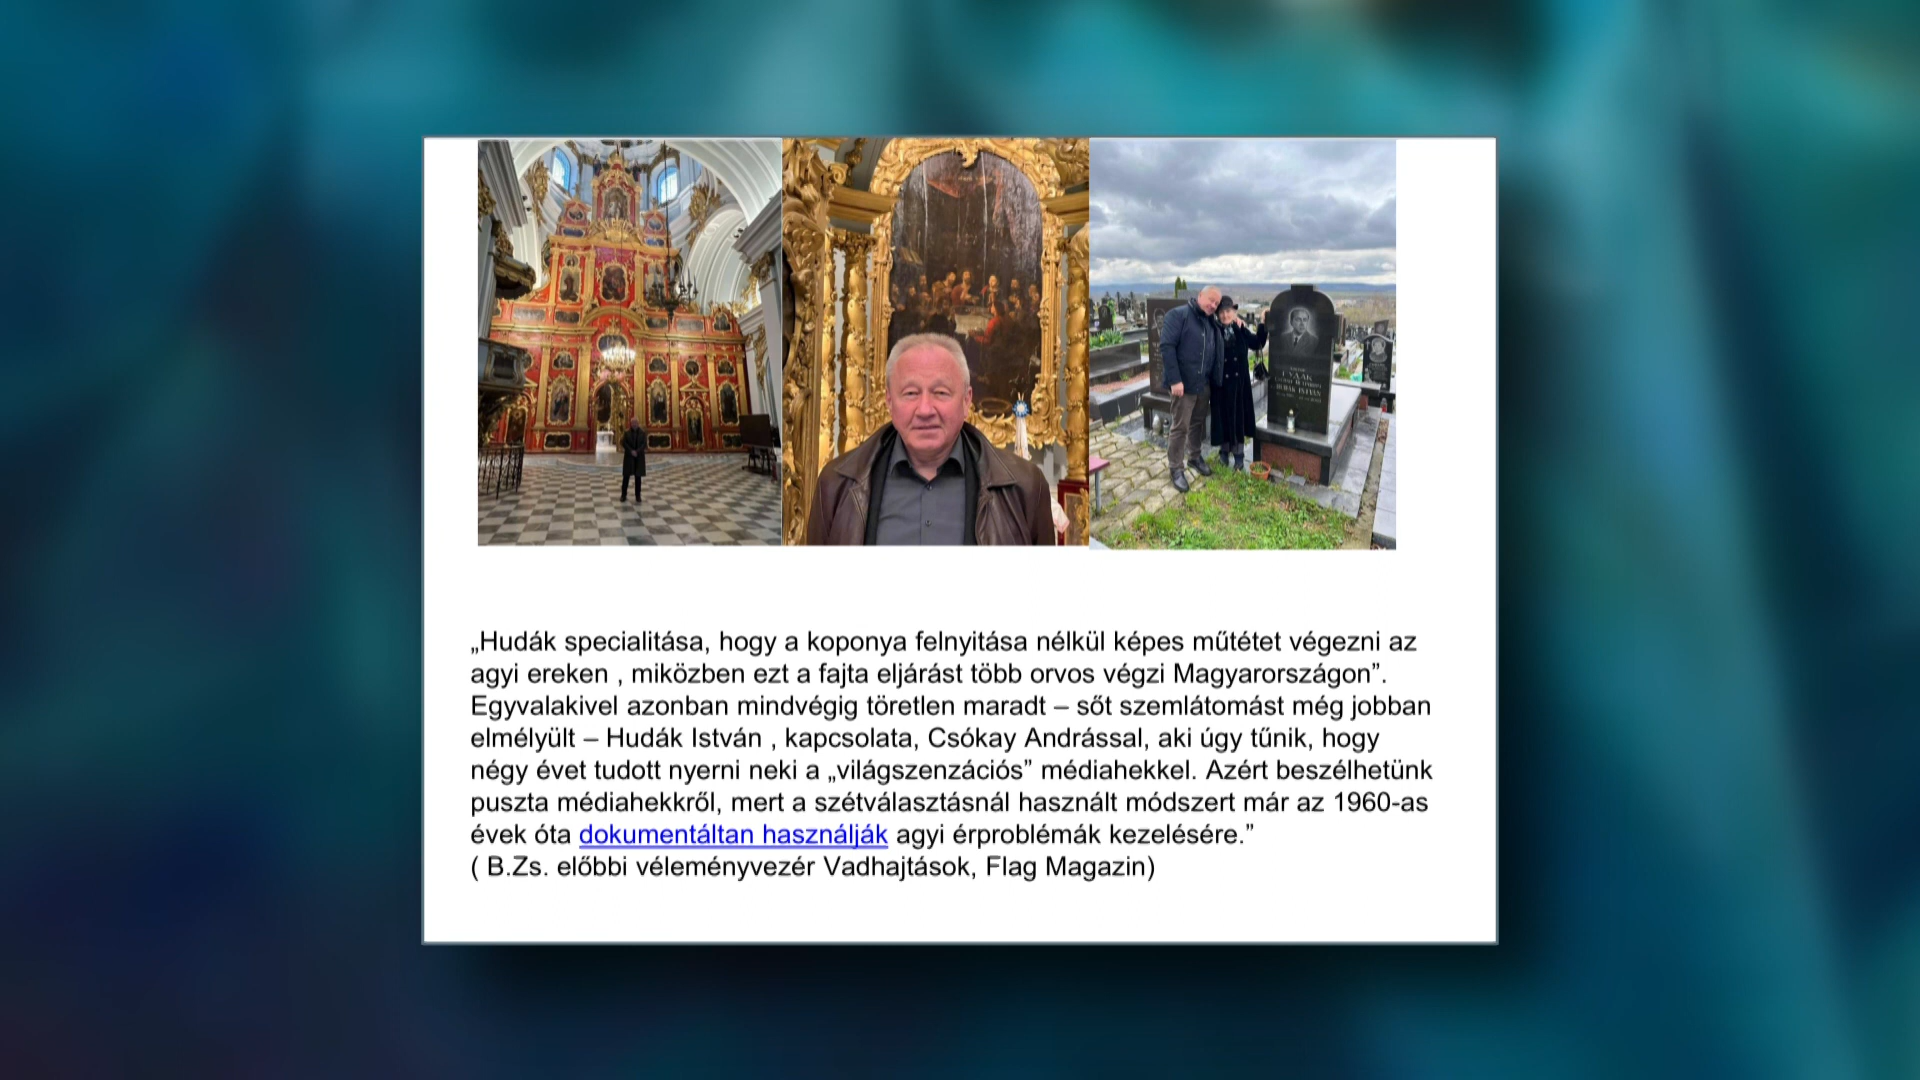 ГУДАК
HUDÁK ISTVÁN
„Hudák specialitása, hogy a koponya felnyitása nélkül képes műtétet végezni az
agyi ereken , miközben ezt a fajta eljárást több orvos végzi Magyarországon”.
Egyvalakivel azonban mindvégig töretlen maradt – sőt szemlátomást még jobban
elmélyült – Hudák István , kapcsolata, Csókay Andrással, aki úgy tűnik, hogy
négy évet tudott nyerni neki a „világszenzációs” médiahekkel. Azért beszélhetünk
puszta médiahekkről, mert a szétválasztásnál használt módszert már az 1960-as
évek óta dokumentáltan használják agyi érproblémák kezelésére.”
( B.Zs. előbbi véleményvezér Vadhajtások, Flag Magazin)